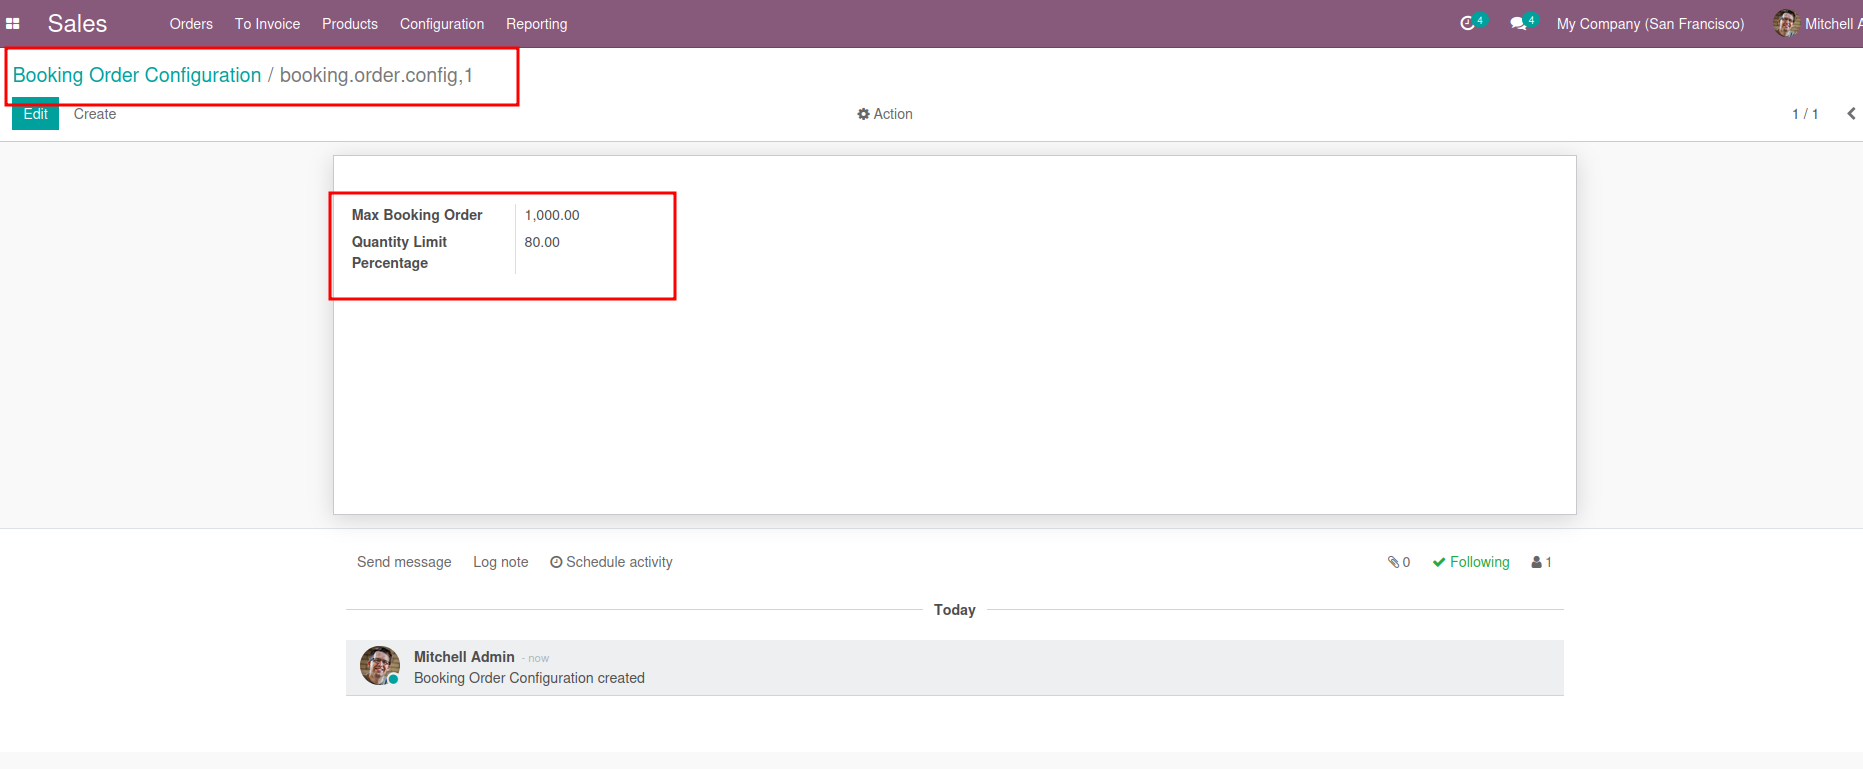 Sales Orders To Invoice Products Configuration Reporting 4 4 My Company (San Francisco) Mitchell A
Booking Order Configuration / booking.order.config,1
Edit Create Action 1 / 1
Max Booking Order 1,000.00
Quantity Limit Percentage 80.00
Send message Log note Schedule activity 0 Following 1
Today
Mitchell Admin - now
Booking Order Configuration created